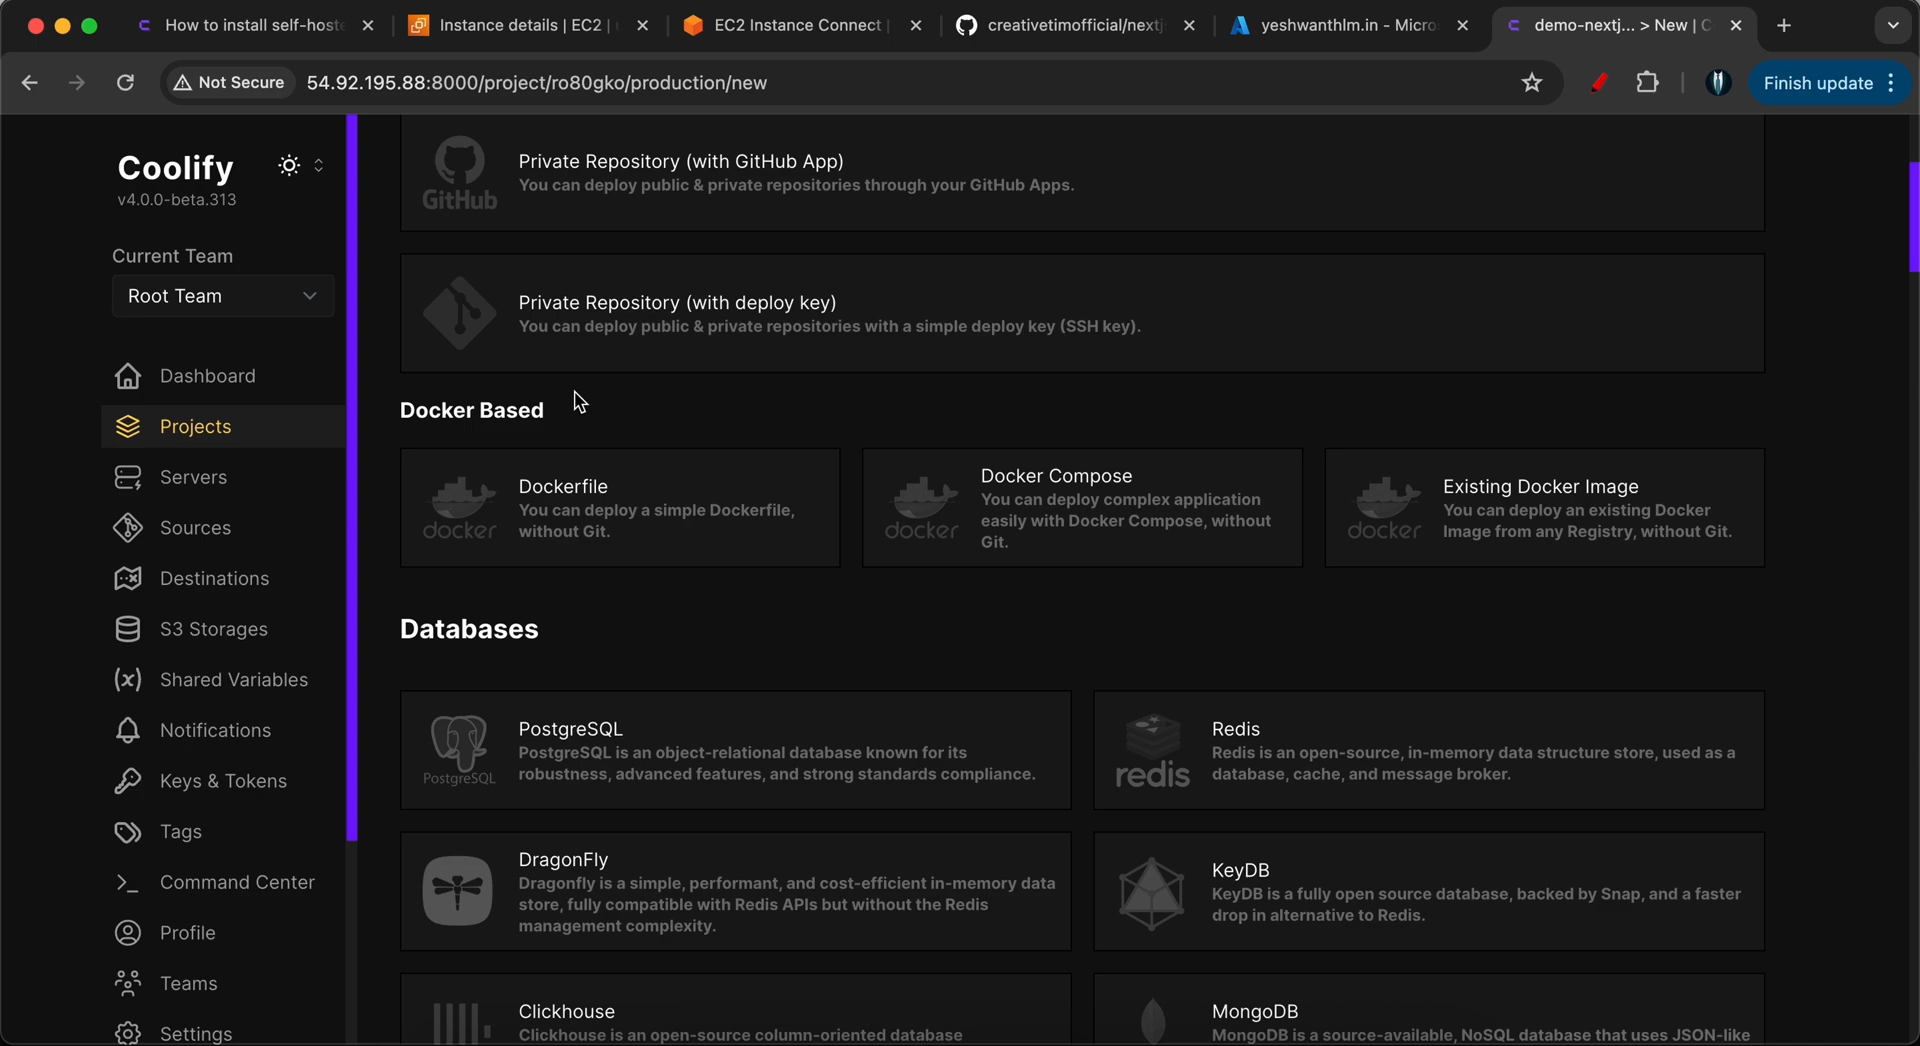 How to install self-hoste
Instance details | EC2 |
EC2 Instance Connect
creativetimofficial/nextj
yeshwanthlm.in - Micro
demo-nextj... > New | C
Not Secure
54.92.195.88:8000/project/ro80gko/production/new
Finish update
Coolify
v4.0.0-beta.313
Current Team
Root Team
Dashboard
Projects
Servers
Sources
Destinations
S3 Storages
Shared Variables
Notifications
Keys & Tokens
Tags
Command Center
Profile
Teams
Settings
GitHub
Private Repository (with GitHub App)
You can deploy public & private repositories through your GitHub Apps.
Private Repository (with deploy key)
You can deploy public & private repositories with a simple deploy key (SSH key).
Docker Based
docker
Dockerfile
You can deploy a simple Dockerfile,
without Git.
docker
Docker Compose
You can deploy complex application
easily with Docker Compose, without
Git.
docker
Existing Docker Image
You can deploy an existing Docker
Image from any Registry, without Git.
Databases
PostgreSQL
PostgreSQL
PostgreSQL is an object-relational database known for its
robustness, advanced features, and strong standards compliance.
redis
Redis
Redis is an open-source, in-memory data structure store, used as a
database, cache, and message broker.
DragonFly
Dragonfly is a simple, performant, and cost-efficient in-memory data
store, fully compatible with Redis APIs but without the Redis
management complexity.
KeyDB
KeyDB is a fully open source database, backed by Snap, and a faster
drop in alternative to Redis.
Clickhouse
Clickhouse is an open-source column-oriented database
MongoDB
MongoDB is a source-available, NoSQL database that uses JSON-like